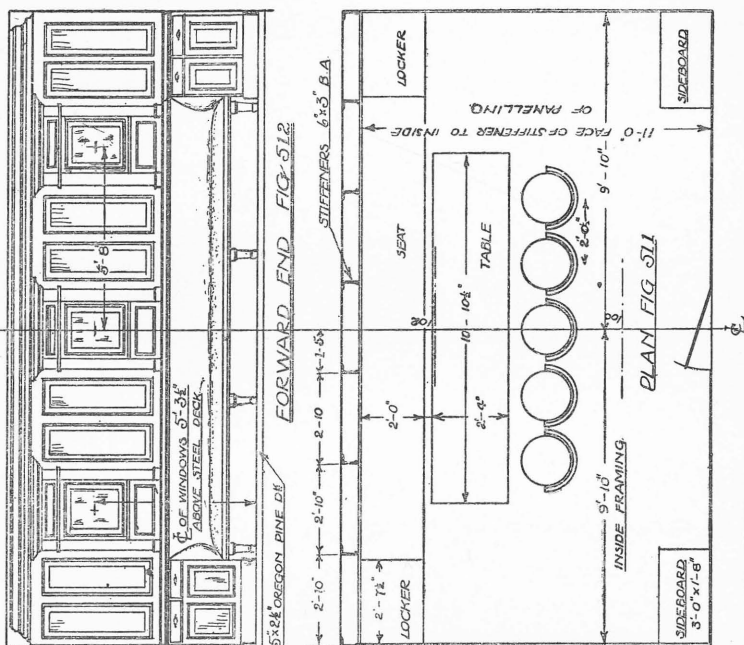 5'-8"
℄ OF WINDOWS 5'-3½"
ABOVE STEEL DECK
5"×2½" OREGON PINE DK
FORWARD END FIG 512
STIFFENERS 6"×3" B.A.
2'-10"
2'-10"
2-10
1-5
LOCKER
SEAT
LOCKER
2'-7½"
2'-0"
10'-10½"
TABLE
2'-4"
11'-0" FACE OF STIFFENER TO INSIDE
OF PANELLING
2'-0½"
9'-10"
9'-10"
INSIDE FRAMING
PLAN FIG 511
SIDEBOARD
SIDEBOARD
3'-0"×1'-8"
℄